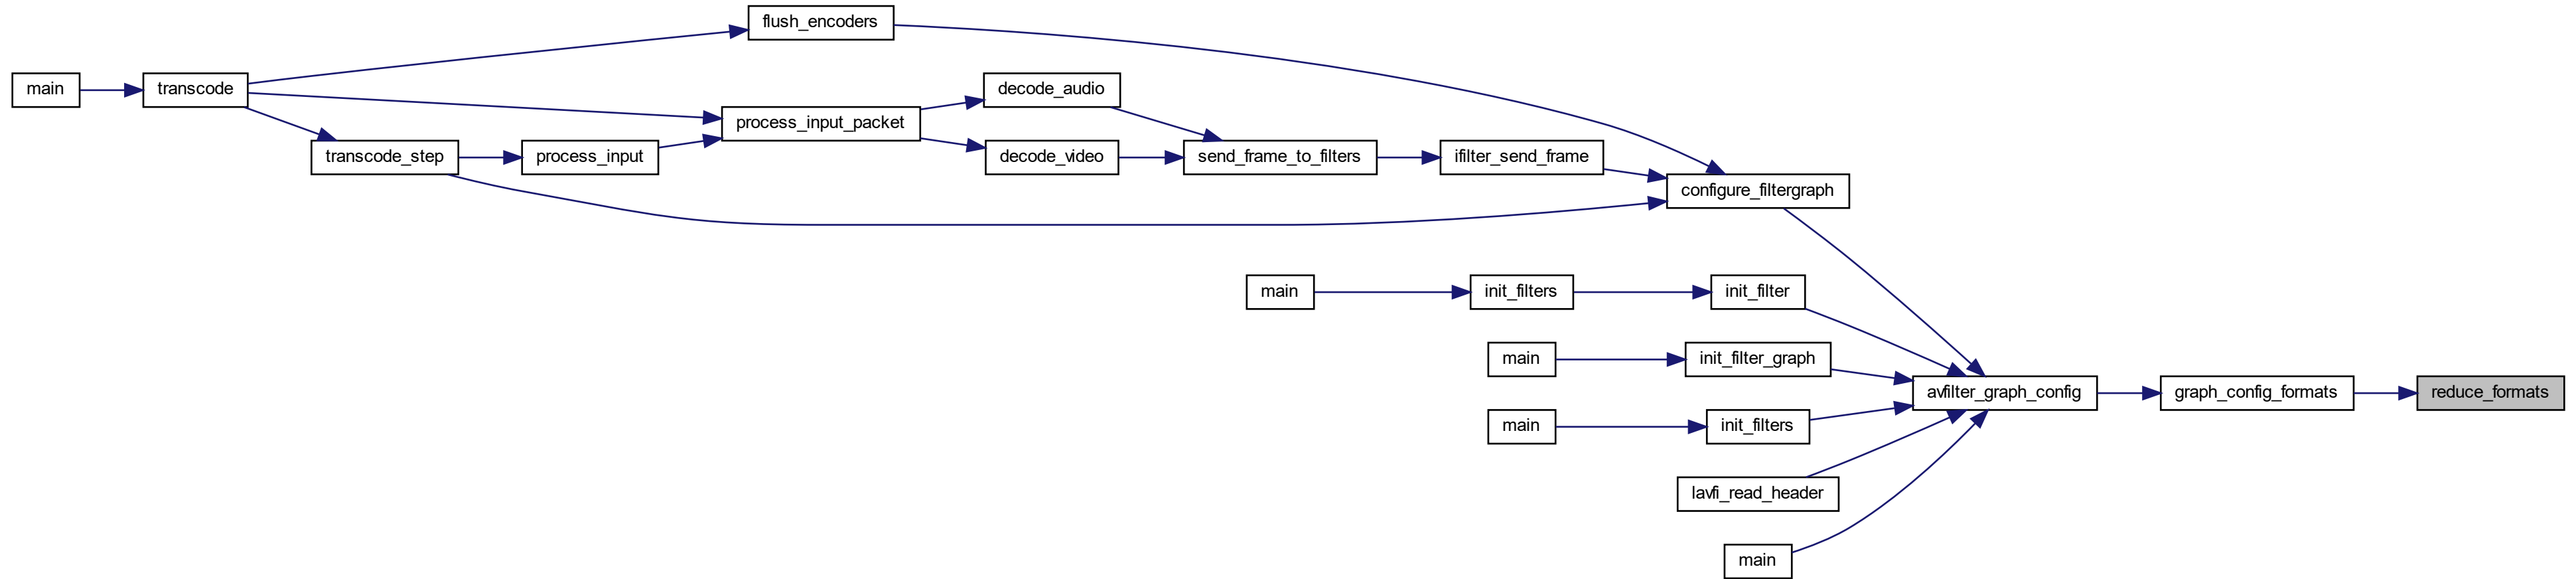 flush_encoders
main
transcode
decode_audio
process_input_packet
transcode_step
process_input
decode_video
send_frame_to_filters
ifilter_send_frame
configure_filtergraph
main
init_filters
init_filter
main
init_filter_graph
avfilter_graph_config
graph_config_formats
reduce_formats
main
init_filters
lavfi_read_header
main